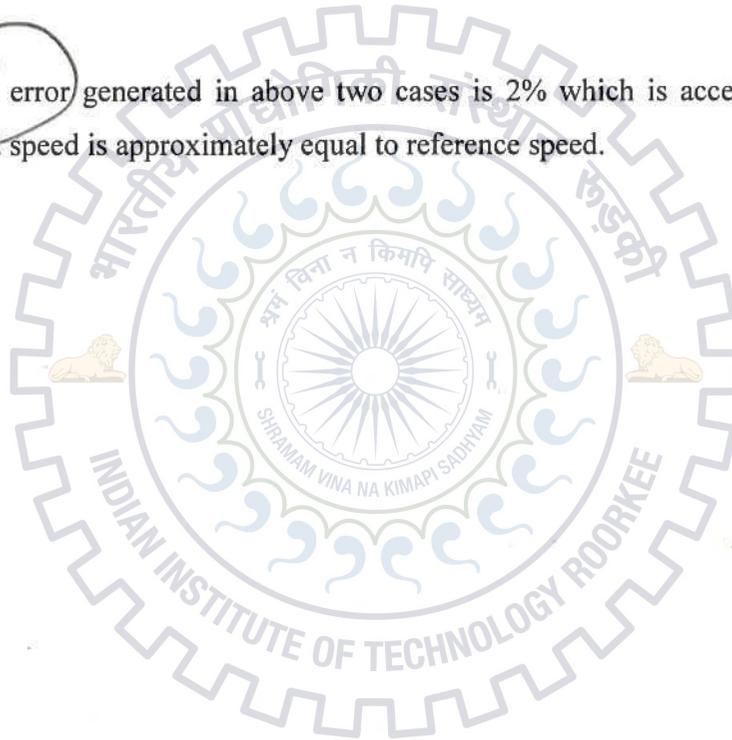 error generated in above two cases is 2% which is acce
speed is approximately equal to reference speed.
भारतीय प्रौद्योगिकी संस्थान रुड़की
श्रमं विना न किमपि साध्यम्
SHRAMAM VINA NA KIMAPI SADHYAM
INDIAN INSTITUTE OF TECHNOLOGY ROORKEE